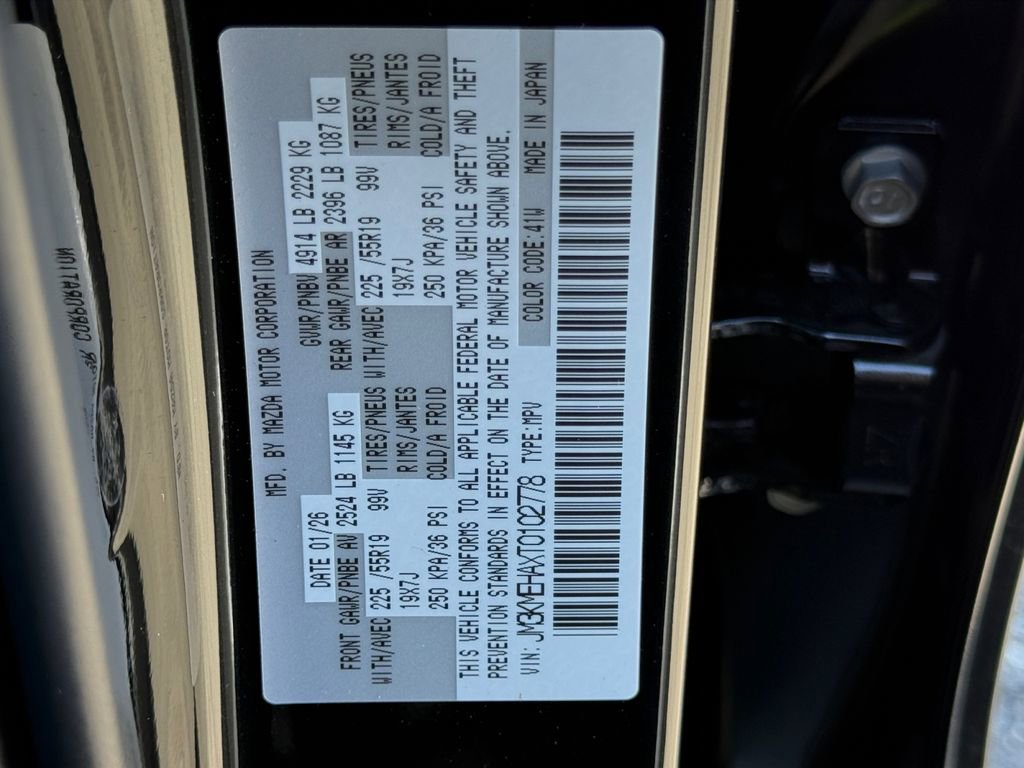 MFD. BY MAZDA MOTOR CORPORATION
DATE 01/26 GVWR/PNBV 4914 LB 2229 KG
FRONT GAWR/PNBE AV 2524 LB 1145 KG REAR GAWR/PNBE AR 2396 LB 1087 KG
WITH/AVEC 225 /55R19 99V TIRES/PNEUS WITH/AVEC 225 /55R19 99V TIRES/PNEUS
19X7J RIMS/JANTES 19X7J RIMS/JANTES
250 KPA/36 PSI COLD/A FROID 250 KPA/36 PSI COLD/A FROID
THIS VEHICLE CONFORMS TO ALL APPLICABLE FEDERAL MOTOR VEHICLE SAFETY AND THEFT
PREVENTION STANDARDS IN EFFECT ON THE DATE OF MANUFACTURE SHOWN ABOVE.
VIN: JM3KMEHAXT0102778 TYPE:MPV COLOR CODE:41W MADE IN JAPAN